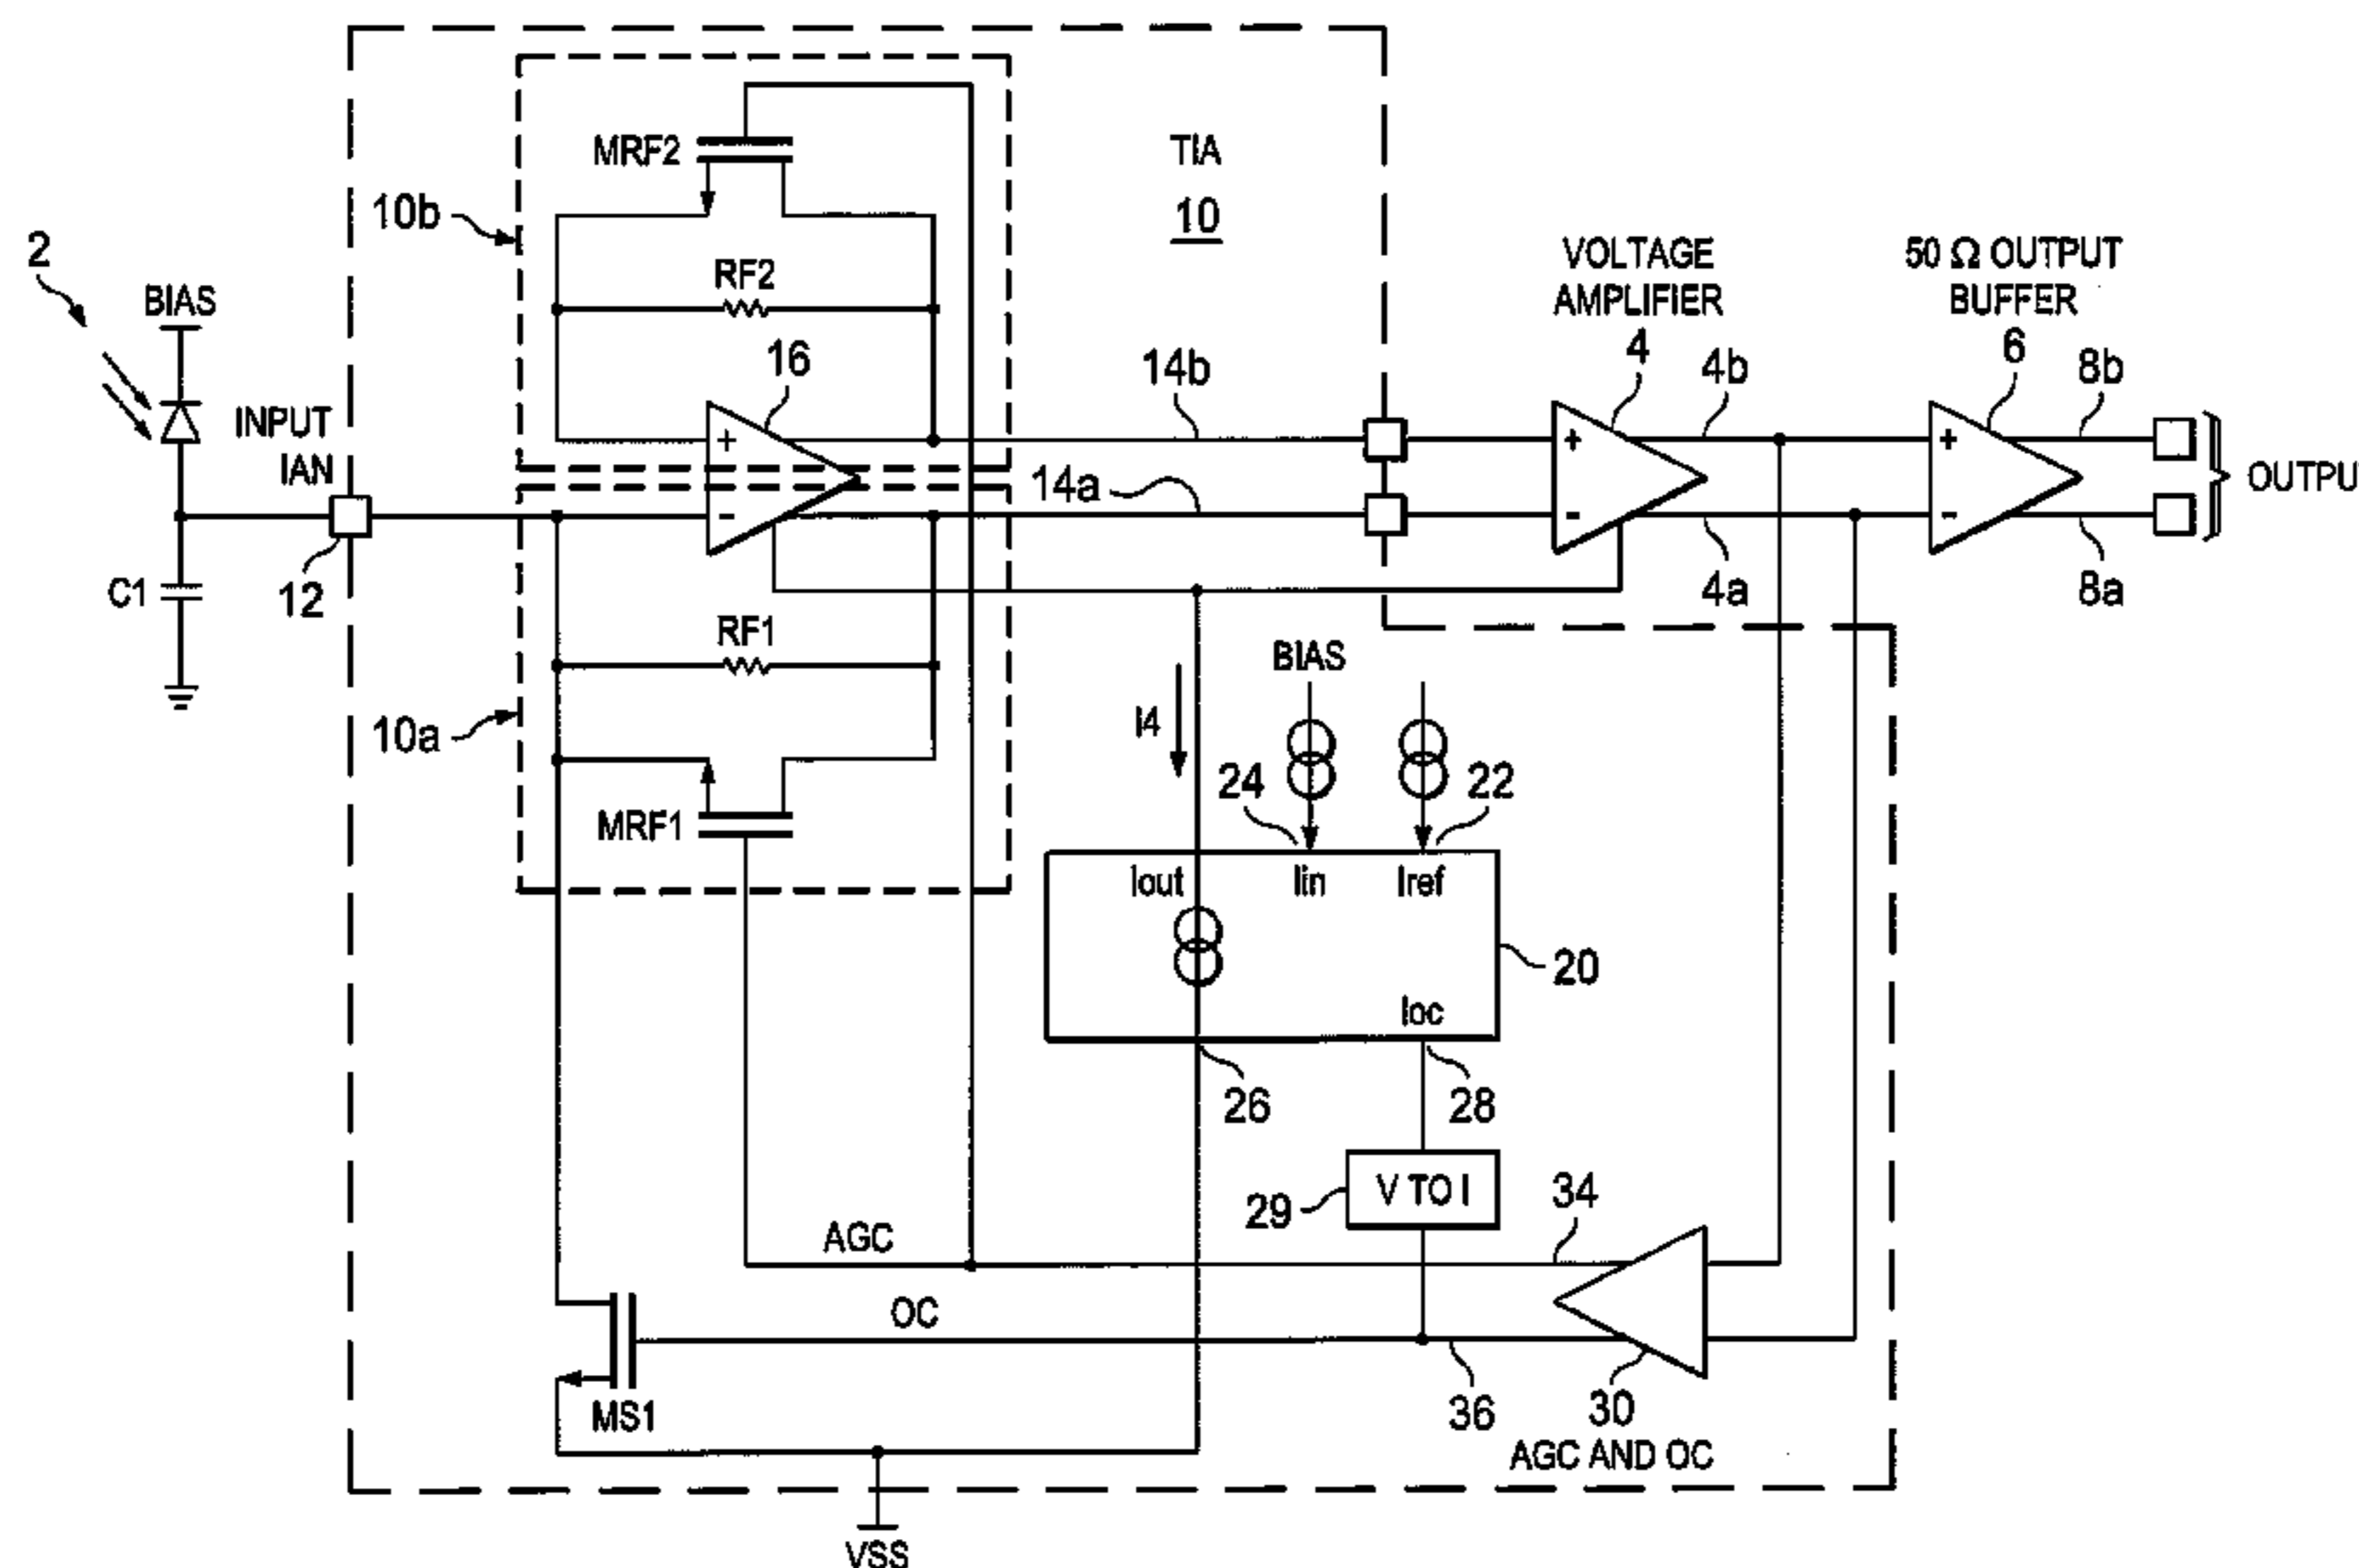 MRF2
TIA
10
10b
2
BIAS
RF2
VOLTAGE
AMPLIFIER
4
50 Ω OUTPUT
BUFFER
6
16
14b
4b
8b
INPUT
IAN
+
-
14a
+
-
+
-
OUTPU
C1
12
4a
8a
RF1
BIAS
10a
I4
24
22
MRF1
Iout
Iin
Iref
20
Ioc
26
28
29
V TO I
34
AGC
OC
MS1
36
30
AGC AND OC
VSS